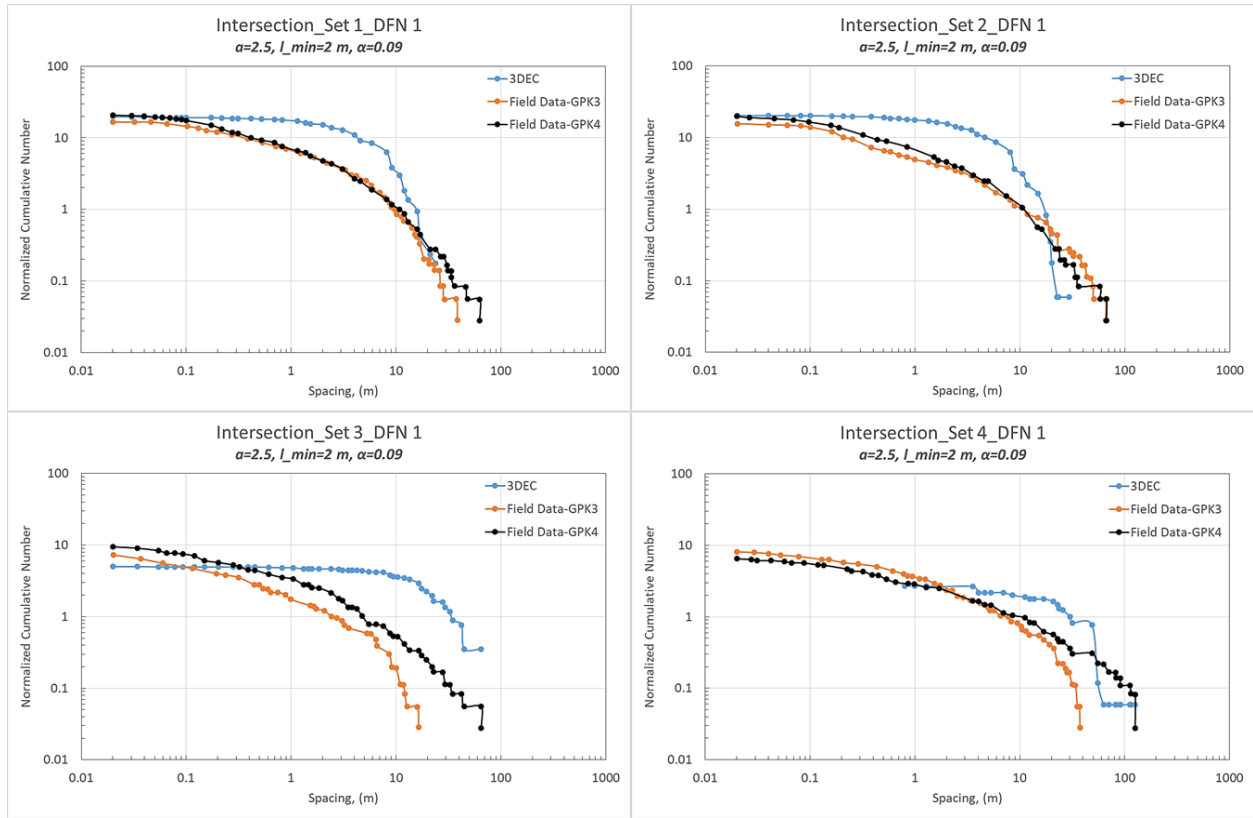 Intersection_Set 1_DFN 1
a=2.5, l_min=2 m, α=0.09
100
10
1
0.1
0.01
Normalized Cumulative Number
3DEC
Field Data-GPK3
Field Data-GPK4
0.01 0.1 1 10 100 1000
Spacing, (m)
Intersection_Set 2_DFN 1
a=2.5, l_min=2 m, α=0.09
100
10
1
0.1
0.01
Normalized Cumulative Number
3DEC
Field Data-GPK3
Field Data-GPK4
0.01 0.1 1 10 100 1000
Spacing, (m)
Intersection_Set 3_DFN 1
a=2.5, l_min=2 m, α=0.09
100
10
1
0.1
0.01
Normalized Cumulative Number
3DEC
Field Data-GPK3
Field Data-GPK4
0.01 0.1 1 10 100 1000
Spacing, (m)
Intersection_Set 4_DFN 1
a=2.5, l_min=2 m, α=0.09
100
10
1
0.1
0.01
Normalized Cumulative Number
3DEC
Field Data-GPK3
Field Data-GPK4
0.01 0.1 1 10 100 1000
Spacing, (m)